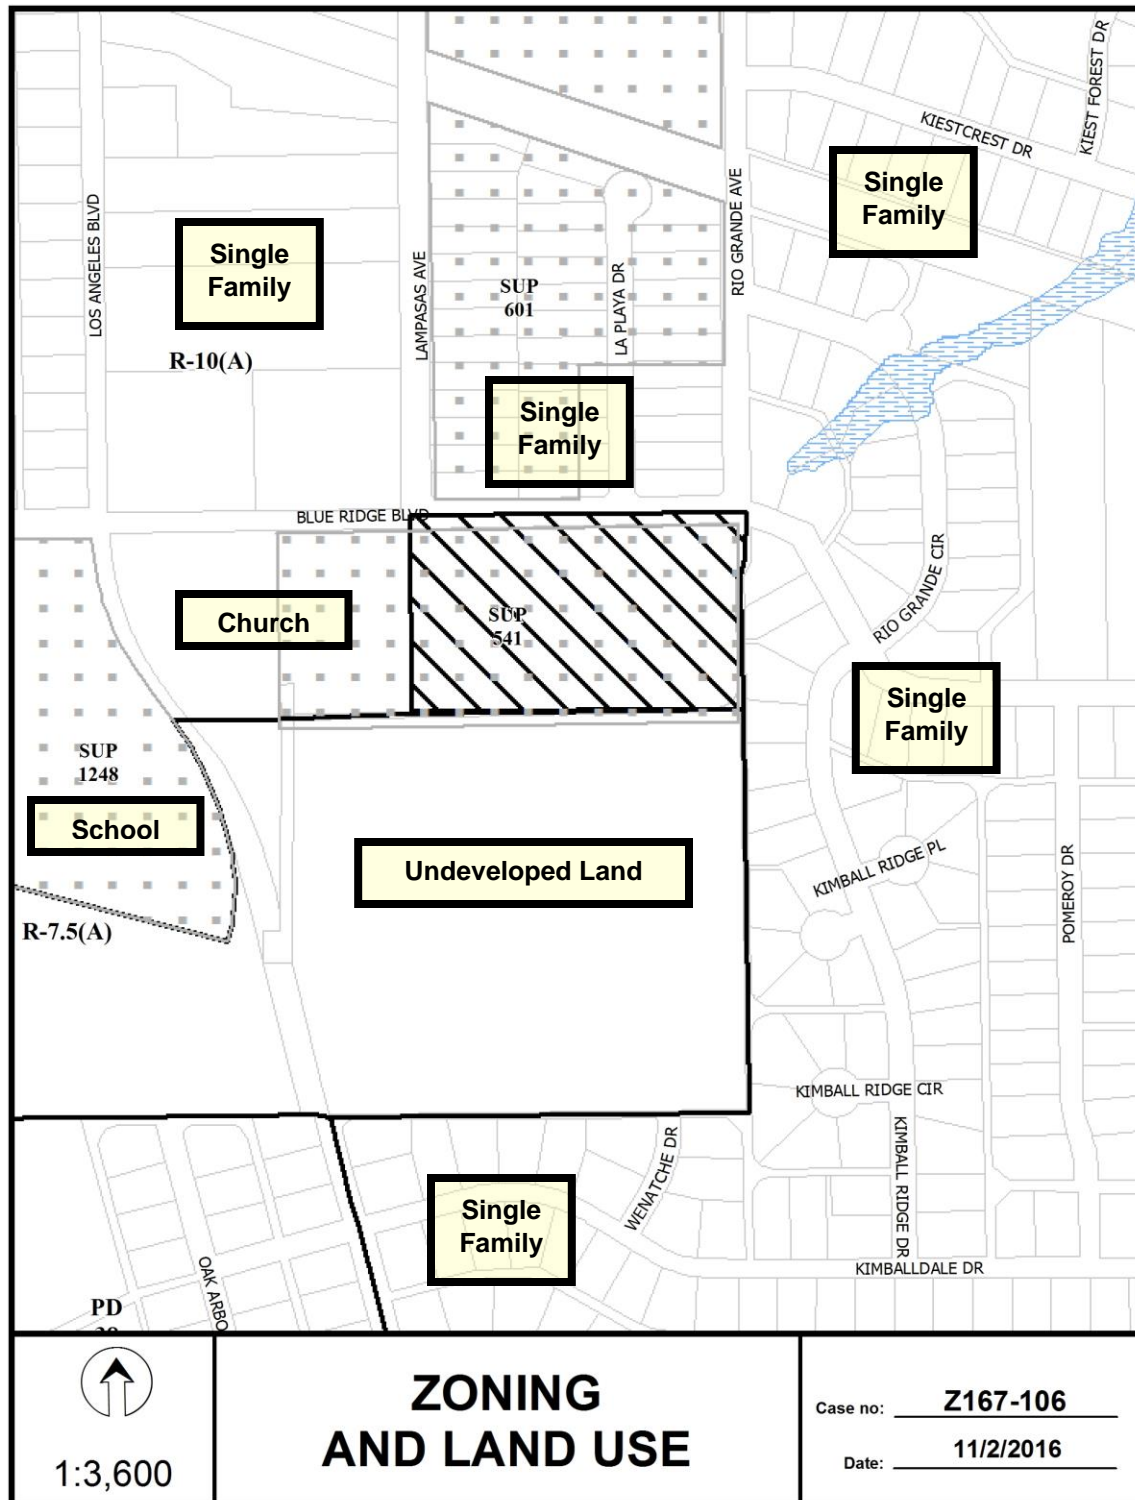 KIESTCREST DR
KIEST FOREST DR
Single
Family
LOS ANGELES BLVD
Single
Family
LAMPASAS AVE
SUP
601
LA PLAYA DR
RIO GRANDE AVE
R-10(A)
Single
Family
BLUE RIDGE BLVD
Church
SUP
541
RIO GRANDE CIR
Single
Family
SUP
1248
School
Undeveloped Land
KIMBALL RIDGE PL
POMEROY DR
R-7.5(A)
KIMBALL RIDGE CIR
KIMBALL RIDGE DR
WENATCHE DR
Single
Family
OAK ARBO
KIMBALLDALE DR
PD
1:3,600
ZONING
AND LAND USE
Case no: Z167-106
Date: 11/2/2016